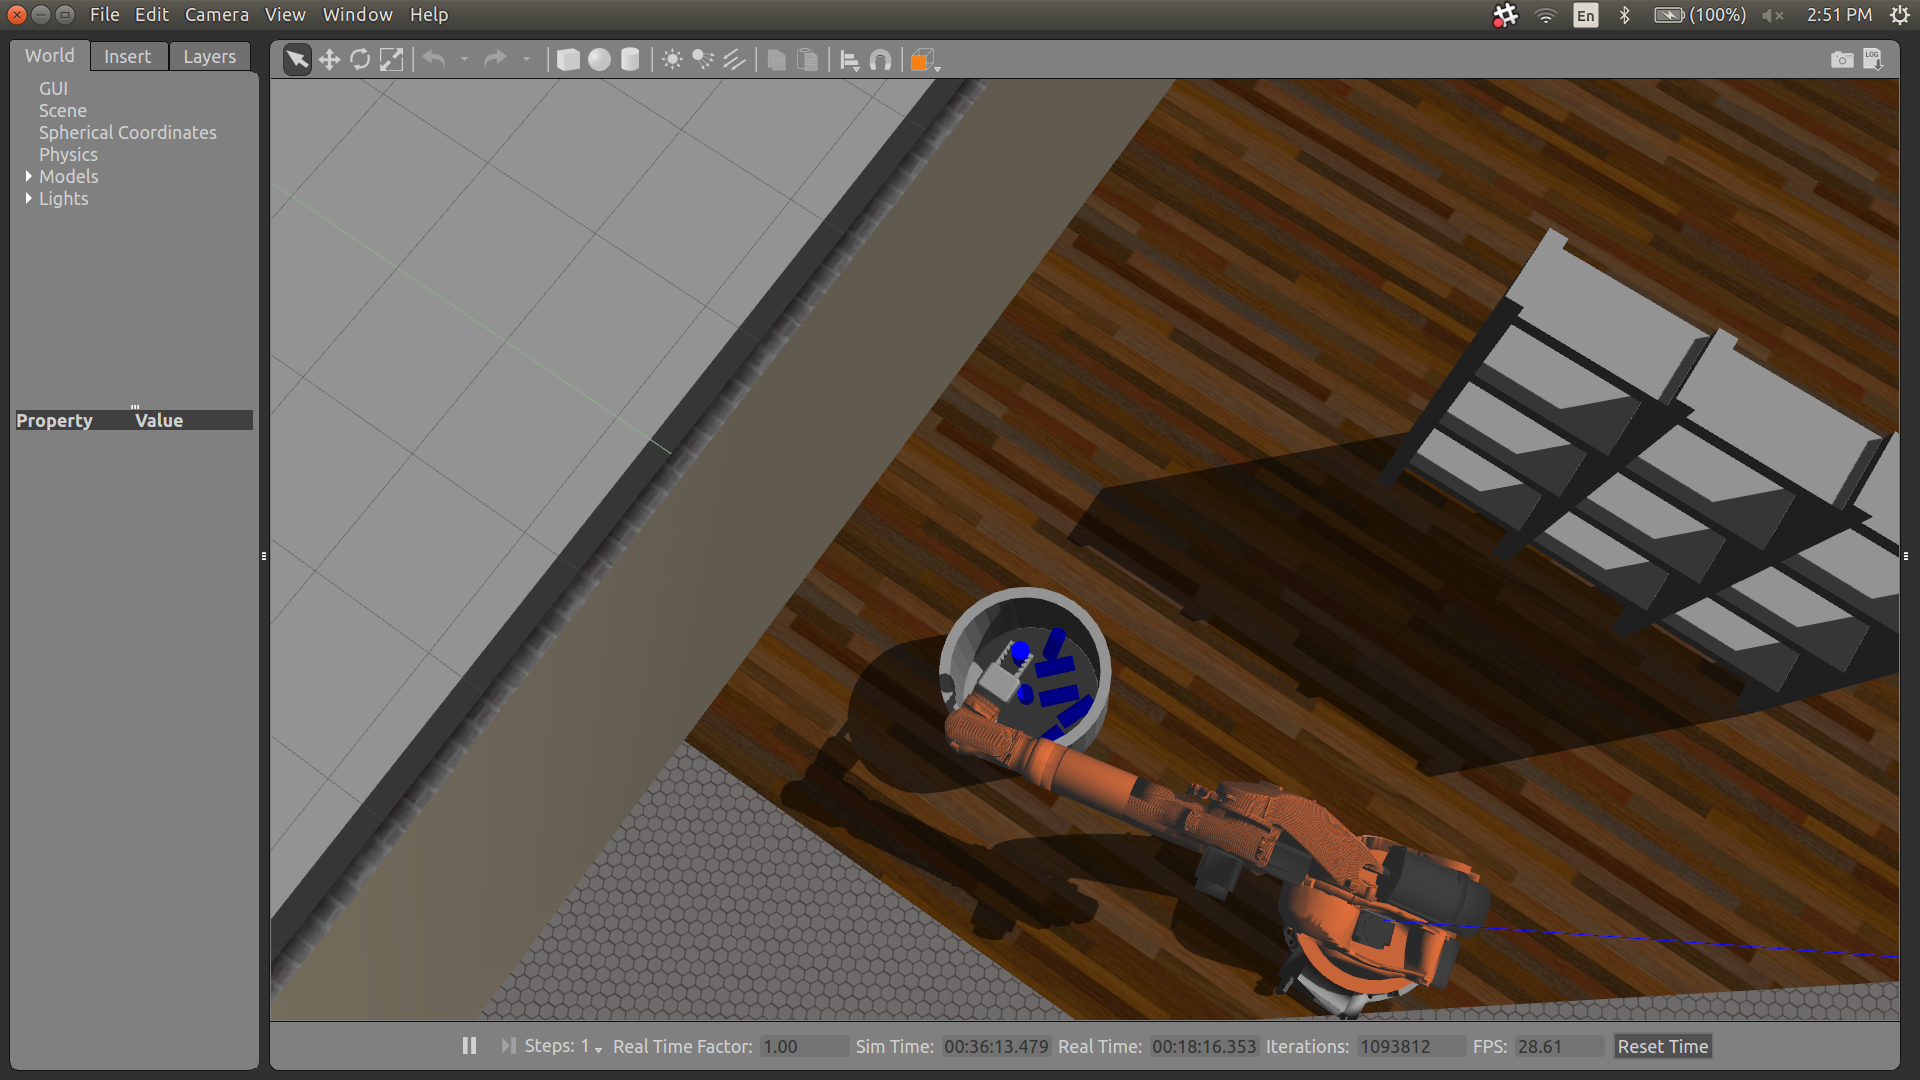 File Edit Camera View Window Help En (100%) 2:51 PM
World Insert Layers
LOG
GUI
Scene
Spherical Coordinates
Physics
Models
Lights
Property Value
Steps: 1 Real Time Factor: 1.00 Sim Time: 00:36:13.479 Real Time: 00:18:16.353 Iterations: 1093812 FPS: 28.61 Reset Time